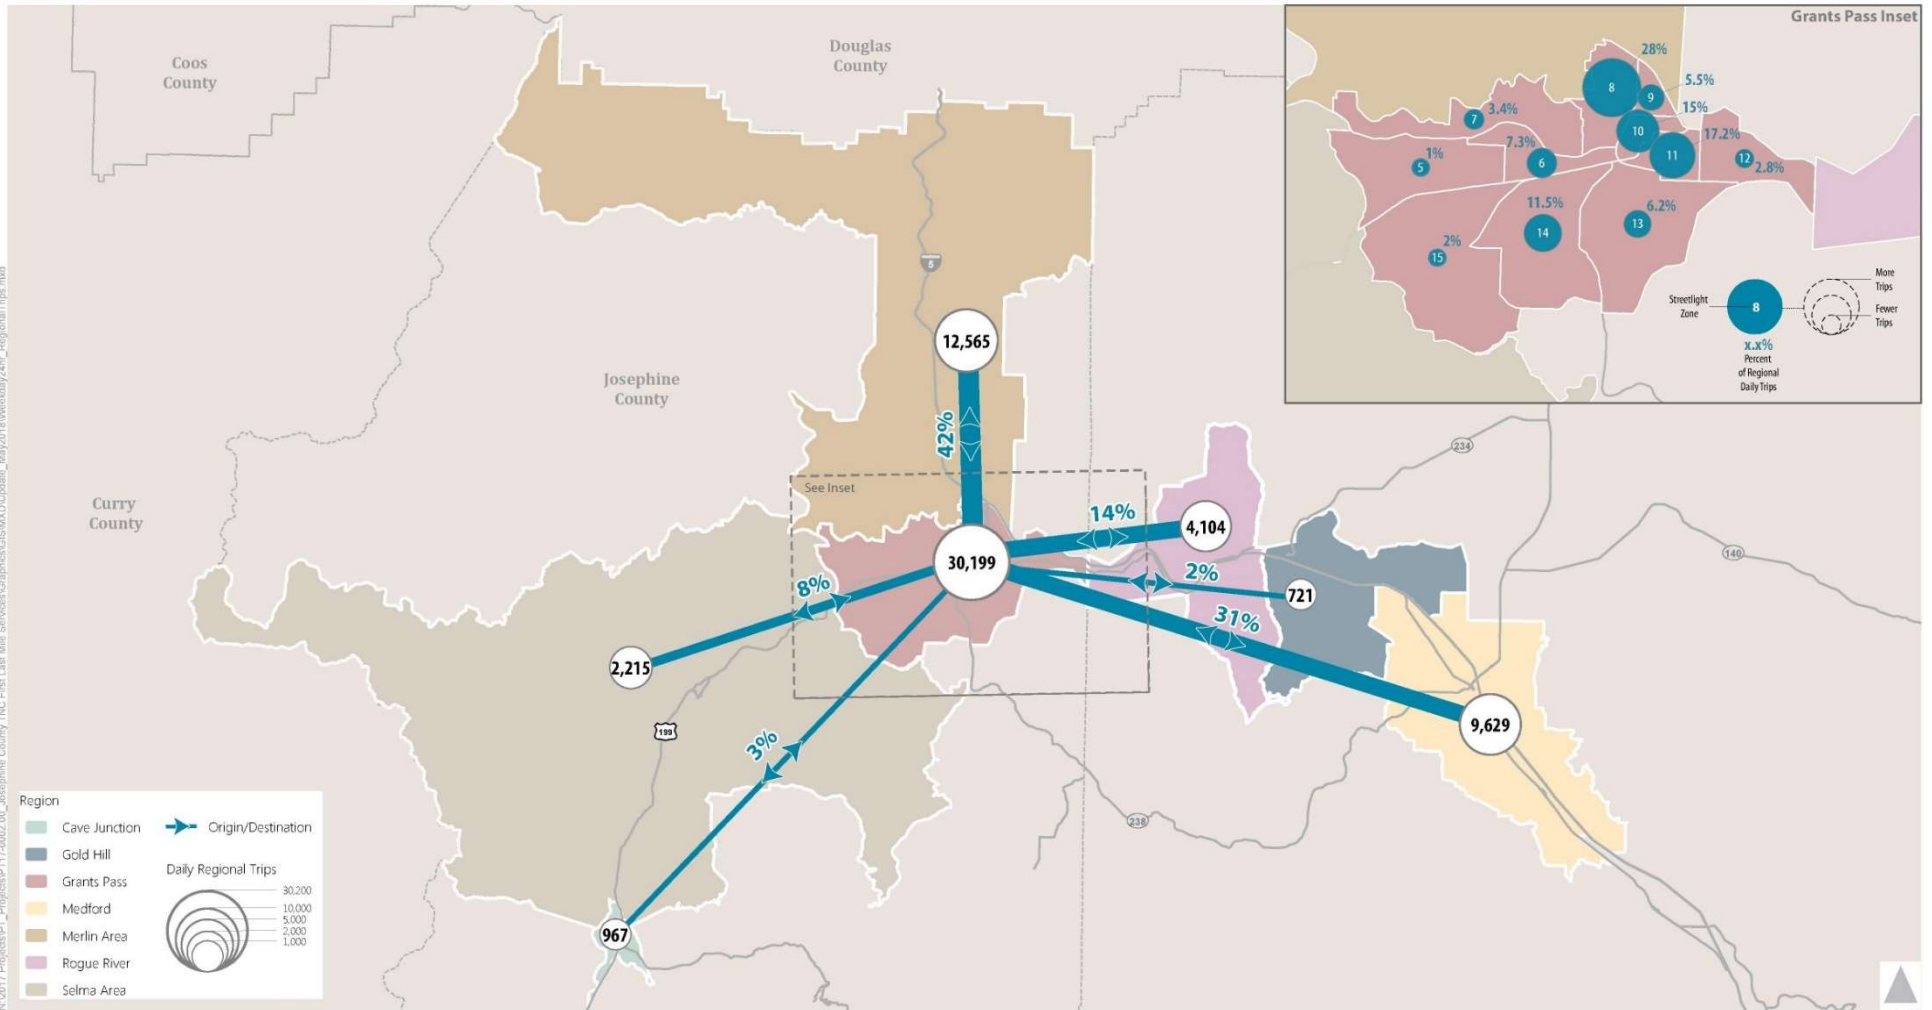 Coos
County
Douglas
County
Josephine
County
Curry
County
5
See Inset
12,565
42%
30,199
14%
4,104
2%
721
31%
9,629
8%
2,215
3%
967
199
234
140
238
Grants Pass Inset
28%
8
5.5%
9
15%
10
17.2%
11
3.4%
7
7.3%
6
1%
5
12
2.8%
11.5%
14
6.2%
13
2%
15
Streetlight
Zone
8
More
Trips
Fewer
Trips
x.x%
Percent
of Regional
Daily Trips
Region
Cave Junction
Gold Hill
Grants Pass
Medford
Merlin Area
Rogue River
Selma Area
Origin/Destination
Daily Regional Trips
30,200
10,000
5,000
2,000
1,000